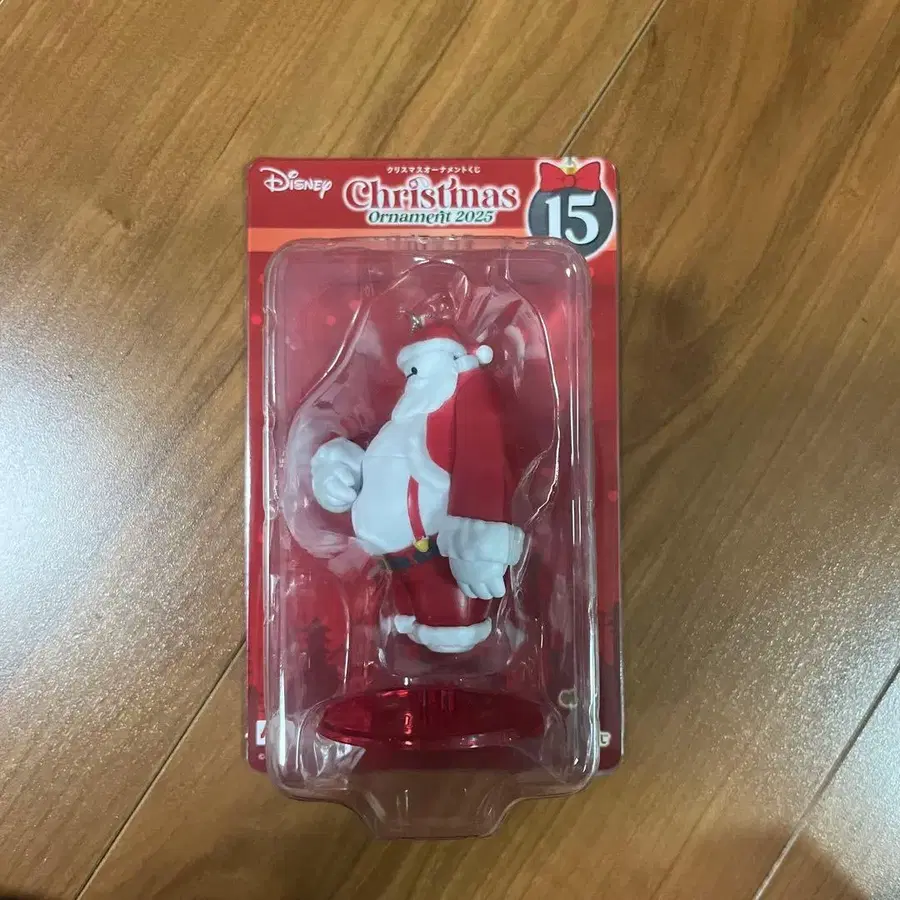 Disney
クリスマスオーナメントくじ
Christmas
Ornament 2025
15